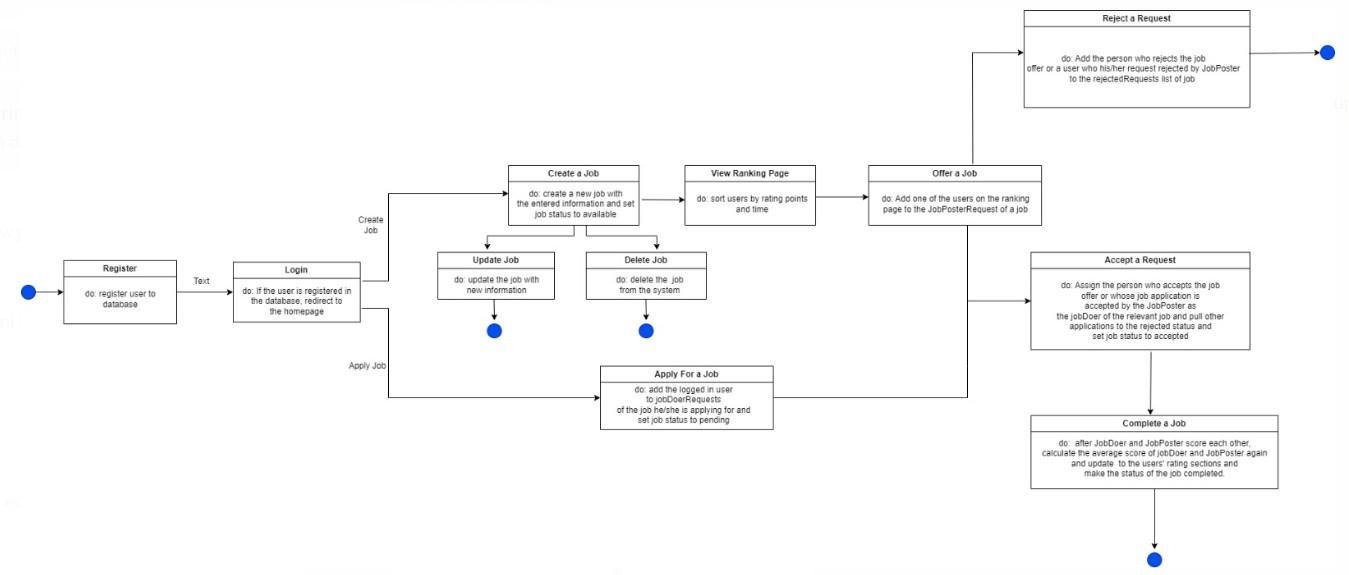 Reject a Request
do: Add the person who rejects the job
offer or a user who his/her request rejected by JobPoster
to the rejectedRequests list of job
Create a Job
do: create a new job with
the entered information and set
job status to available
View Ranking Page
do: sort users by rating points
and time
Offer a Job
do: Add one of the users on the ranking
page to the JobPosterRequest of a job
Create
Job
Update Job
do: update the job with
new information
Delete Job
do: delete the job
from the system
Register
do: register user to
database
Text
Login
do: If the user is registered in
the database, redirect to
the homepage
Accept a Request
do: Assign the person who accepts the job
offer or whose job application is
accepted by the JobPoster as
the jobDoer of the relevant job and pull other
applications to the rejected status and
set job status to accepted
Apply Job
Apply For a Job
do: add the logged in user
to jobDoerRequests
of the job he/she is applying for and
set job status to pending
Complete a Job
do: after JobDoer and JobPoster score each other,
calculate the average score of jobDoer and JobPoster again
and update to the users' rating sections and
make the status of the job completed.